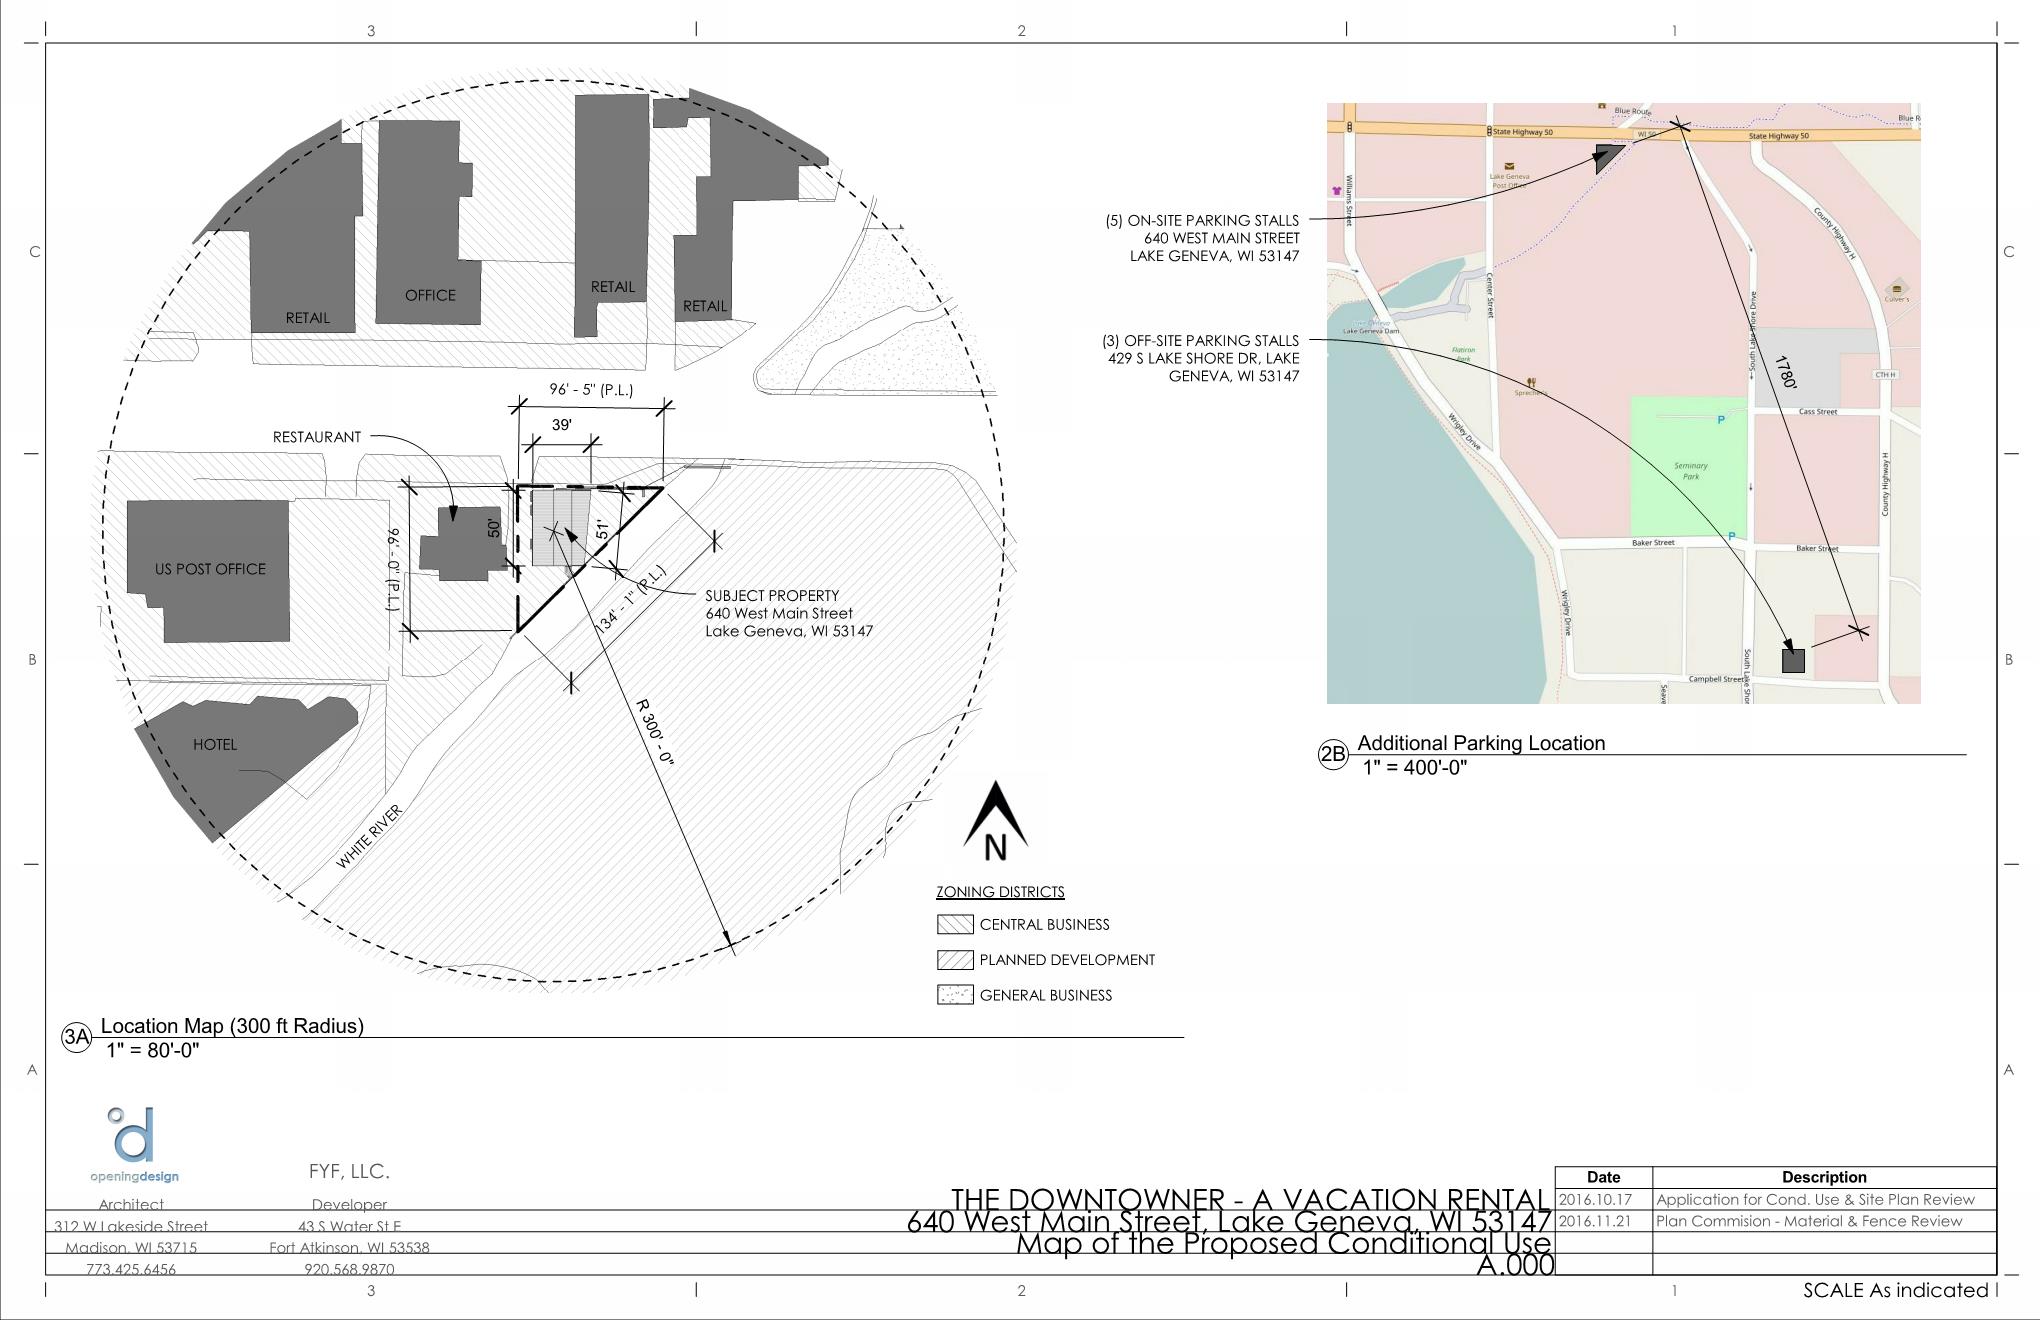 3
2
1
C
C
B
B
A
A
RETAIL
OFFICE
RETAIL
RETAIL
96' - 5" (P.L.)
39'
RESTAURANT
96' - 0" (P.L.)
50'
51'
134' - 1" (P.L.)
US POST OFFICE
SUBJECT PROPERTY
640 West Main Street
Lake Geneva, WI 53147
R 300' - 0"
HOTEL
WHITE RIVER
N
ZONING DISTRICTS
CENTRAL BUSINESS
PLANNED DEVELOPMENT
GENERAL BUSINESS
3A
Location Map (300 ft Radius)
1" = 80'-0"
(5) ON-SITE PARKING STALLS
640 WEST MAIN STREET
LAKE GENEVA, WI 53147
(3) OFF-SITE PARKING STALLS
429 S LAKE SHORE DR, LAKE
GENEVA, WI 53147
Blue Route
State Highway 50
WI 50
State Highway 50
Lake Geneva
Post Office
Williams Street
County Highway H
Center Street
Culver's
Lake Geneva Dam
Flatiron
Park
South Lake Shore Drive
1780'
CTH H
Cass Street
P
Wrigley Drive
Seminary
Park
County Highway H
P
Baker Street
Baker Street
Wrigley Drive
Campbell Street
South Lake Shor
Seave
2B
Additional Parking Location
1" = 400'-0"
openingdesign
Architect
312 W Lakeside Street
Madison, WI 53715
773.425.6456
FYF, LLC.
Developer
43 S Water St E
Fort Atkinson, WI 53538
920.568.9870
THE DOWNTOWNER - A VACATION RENTAL
640 West Main Street, Lake Geneva, WI 53147
Map of the Proposed Conditional Use
A.000
Date Description
2016.10.17 Application for Cond. Use & Site Plan Review
2016.11.21 Plan Commision - Material & Fence Review
3
2
1
SCALE As indicated